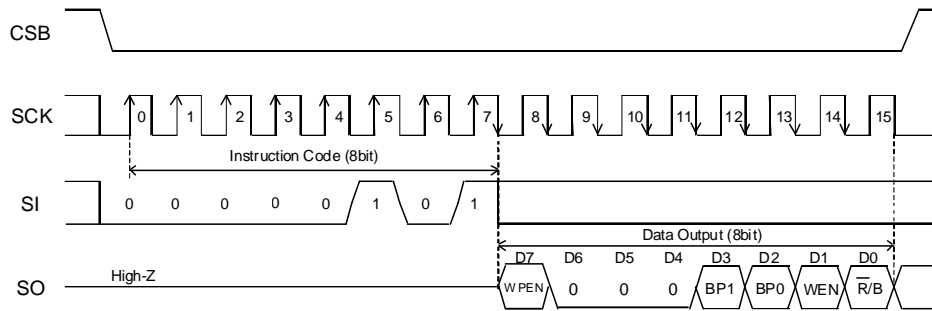 CSB
SCK
0 1 2 3 4 5 6 7 8 9 10 11 12 13 14 15
Instruction Code (8bit)
SI
0 0 0 0 0 1 0 1
Data Output (8bit)
D7 D6 D5 D4 D3 D2 D1 D0
High-Z
SO
WPEN 0 0 0 BP1 BP0 WEN R̅/B